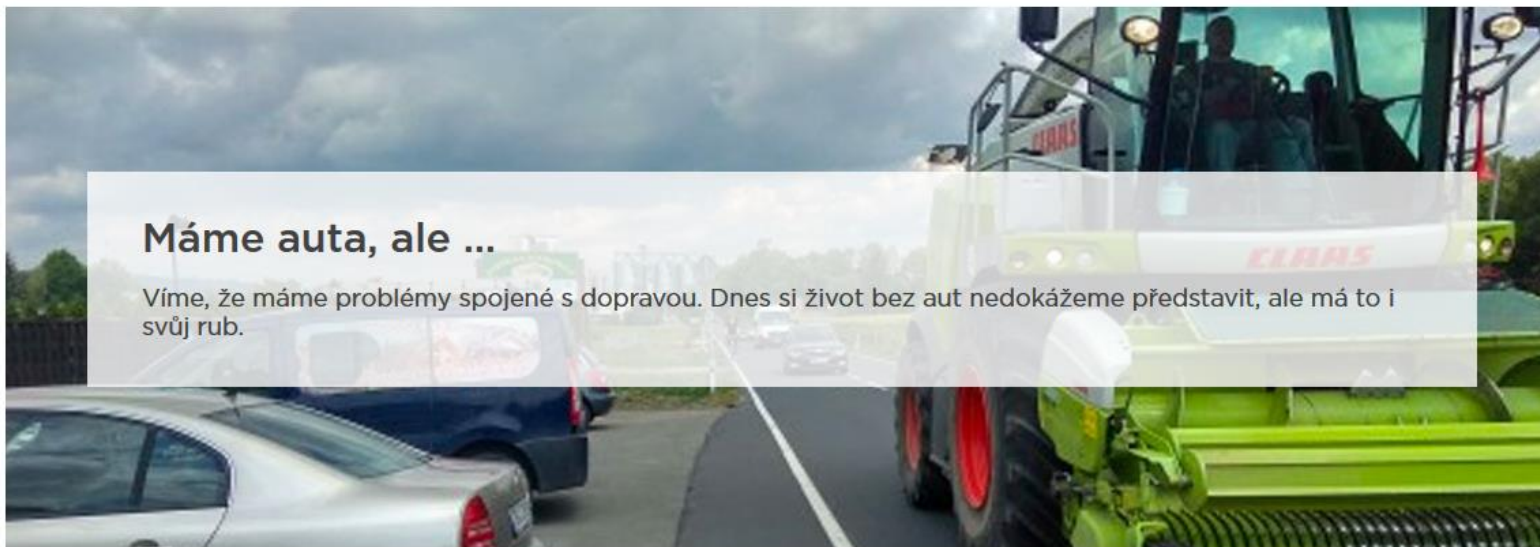 CLAAS
Máme auta, ale ...
CLAAS
Víme, že máme problémy spojené s dopravou. Dnes si život bez aut nedokážeme představit, ale má to i
svůj rub.